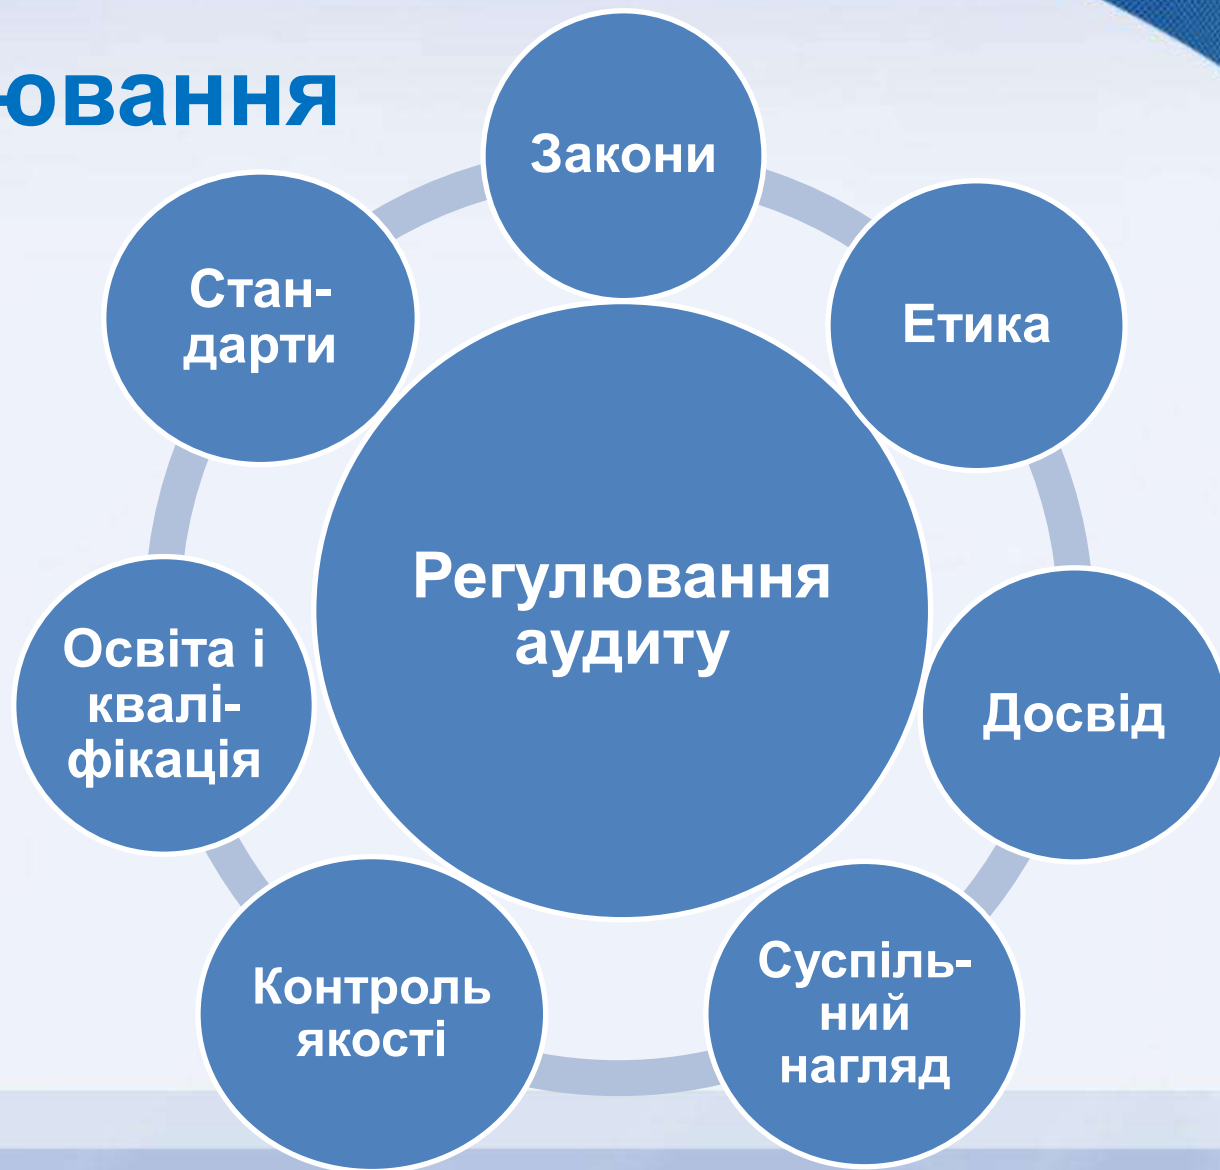 ювання
Закони
Стан-
дарти
Етика
Регулювання
аудиту
Освіта і
квалі-
фікація
Досвід
Контроль
якості
Суспіль-
ний
нагляд